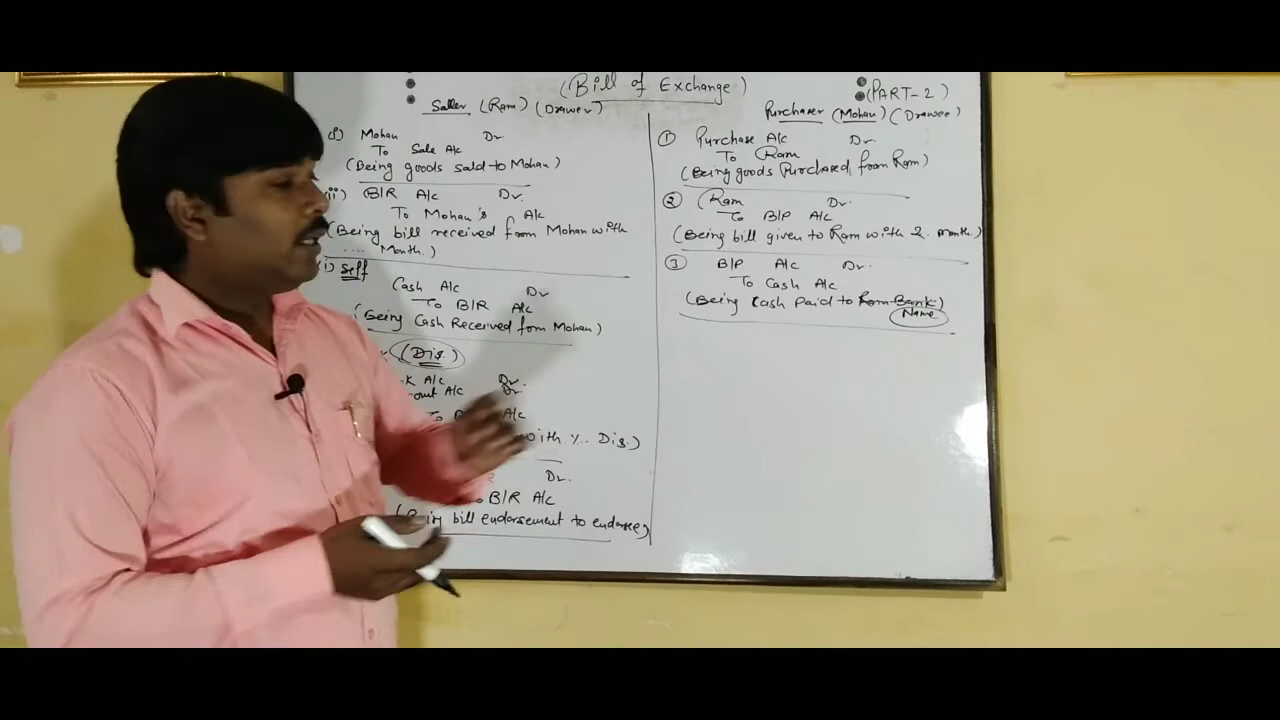 (Bill of Exchange)
(PART-2)
Saller (Ram) (Drawer)
i) Mohan Dr
To Sale A/c
(Being goods sald to Mohan)
(ii) B/R A/c Dr.
To Mohan's A/c
(Being bill received from Mohan with
.... Month.)
(i) Self
Cash A/c Dr
To B/R A/c
(Being Cash Received from Mohan)
(Dis.)
A/c Dr.
A/c Dr
To A/c
with %.. Dis.)
Dr.
B/R A/c
bill endorsement to endorsee)
Purchaser (Mohan) (Drawee)
① Purchase A/c Dr.
To Ram
(Being goods Purchased from Ram)
② (Ram Dr.
To B/P A/c
(Being bill given to Ram with 2. month.)
③ B/P A/c Dr.
To Cash A/c
(Being Cash paid to Ram Bank)
Name